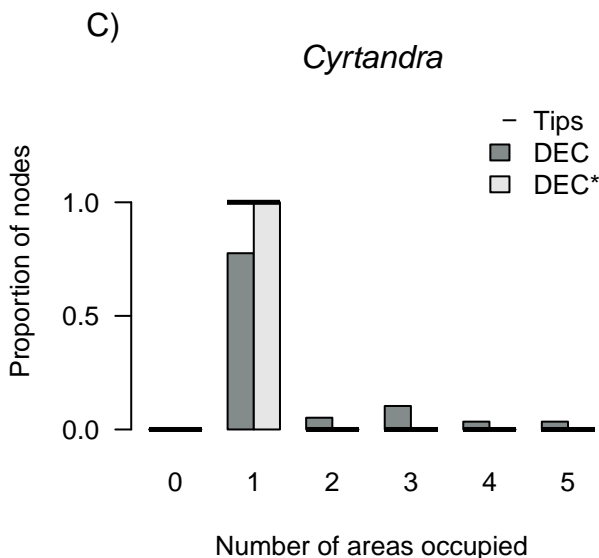 C)
Cyrtandra
Tips
DEC
DEC*
Proportion of nodes
1.0
0.5
0.0
0 1 2 3 4 5
Number of areas occupied